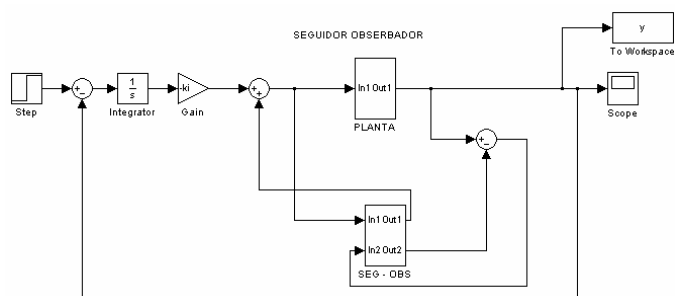 SEGUIDOR OBSERBADOR
y
To Workspace
Step
1
s
Integrator
-ki
Gain
In1 Out1
PLANTA
Scope
In1 Out1
In2 Out2
SEG - OBS